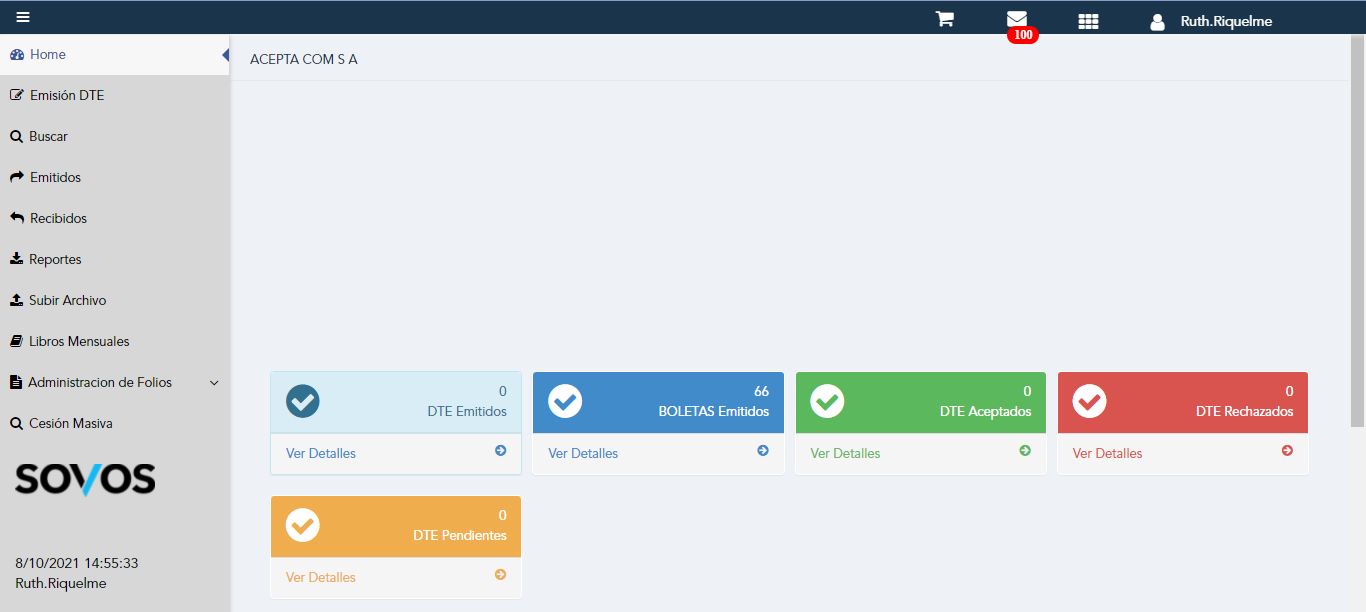 100
Ruth.Riquelme
Home
Emisión DTE
Buscar
Emitidos
Recibidos
Reportes
Subir Archivo
Libros Mensuales
Administracion de Folios
Cesión Masiva
SOVOS
8/10/2021 14:55:33
Ruth.Riquelme
ACEPTA COM S A
0
DTE Emitidos
Ver Detalles
66
BOLETAS Emitidos
Ver Detalles
0
DTE Aceptados
Ver Detalles
0
DTE Rechazados
Ver Detalles
0
DTE Pendientes
Ver Detalles